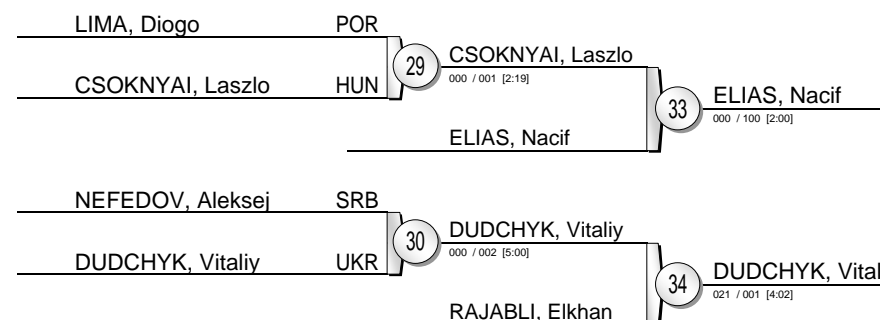 LIMA, Diogo POR
29 CSOKNYAI, Laszlo
000 / 001 [2:19]
CSOKNYAI, Laszlo HUN
33 ELIAS, Nacif
000 / 100 [2:00]
ELIAS, Nacif
NEFEDOV, Aleksej SRB
30 DUDCHYK, Vitaliy
000 / 002 [5:00]
DUDCHYK, Vitaliy UKR
34 DUDCHYK, Vital
021 / 001 [4:02]
RAJABLI, Elkhan